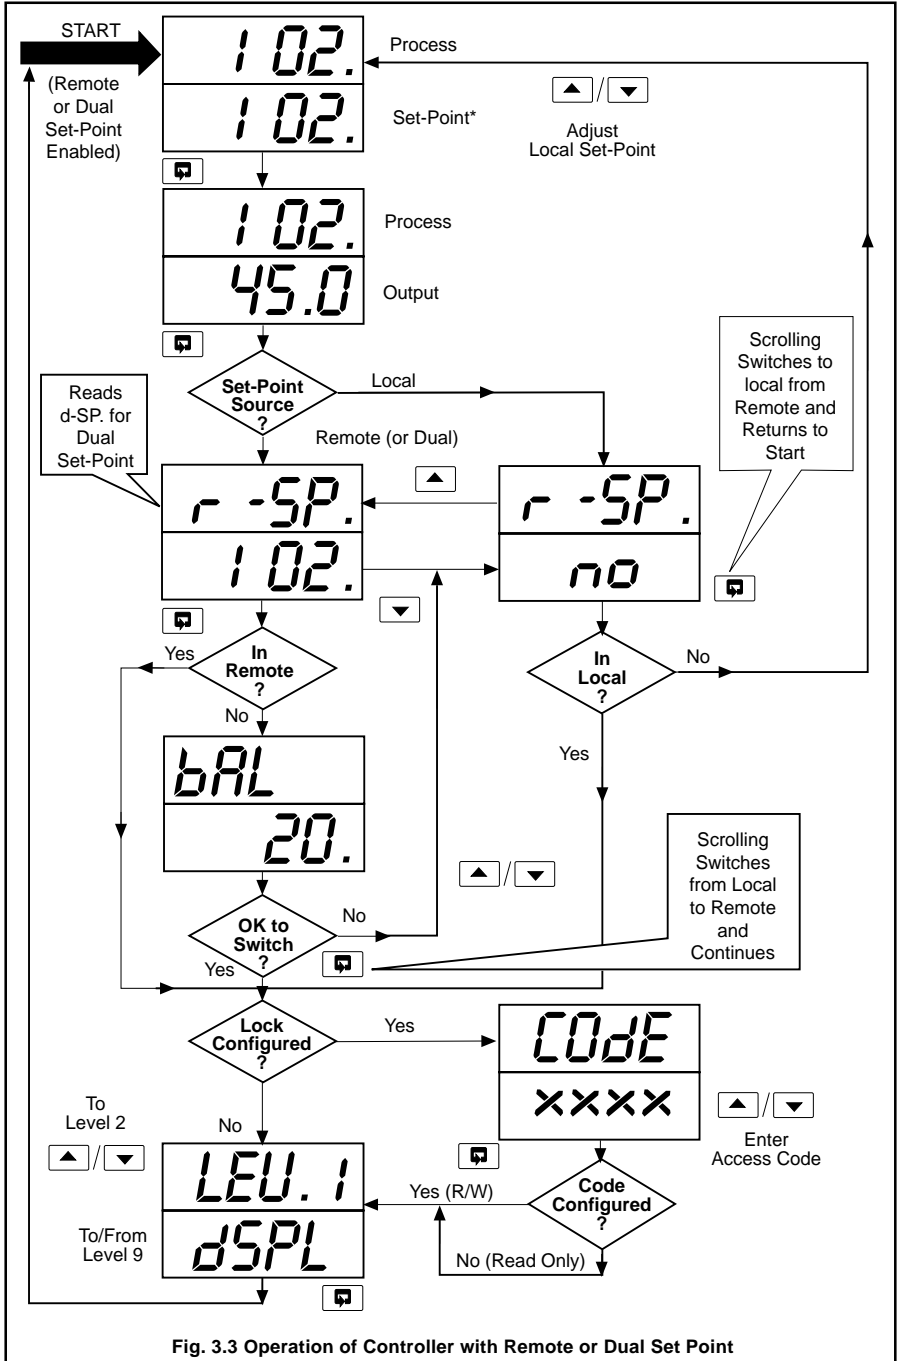 START
(Remote
or Dual
Set-Point
Enabled)
102.
Process
102.
Set-Point*
Adjust
Local Set-Point
102.
Process
45.0
Output
Set-Point
Source
?
Local
Remote (or Dual)
Reads
d-SP. for
Dual
Set-Point
Scrolling
Switches to
local from
Remote and
Returns to
Start
r-SP.
102.
r-SP.
no
In
Remote
?
Yes
No
In
Local
?
No
Yes
bAL
20.
OK to
Switch
?
No
Yes
Scrolling
Switches
from Local
to Remote
and
Continues
Lock
Configured
?
Yes
No
COdE
XXXX
Enter
Access Code
To
Level 2
LEV.1
dSPL
To/From
Level 9
Code
Configured
?
Yes (R/W)
No (Read Only)
Fig. 3.3 Operation of Controller with Remote or Dual Set Point